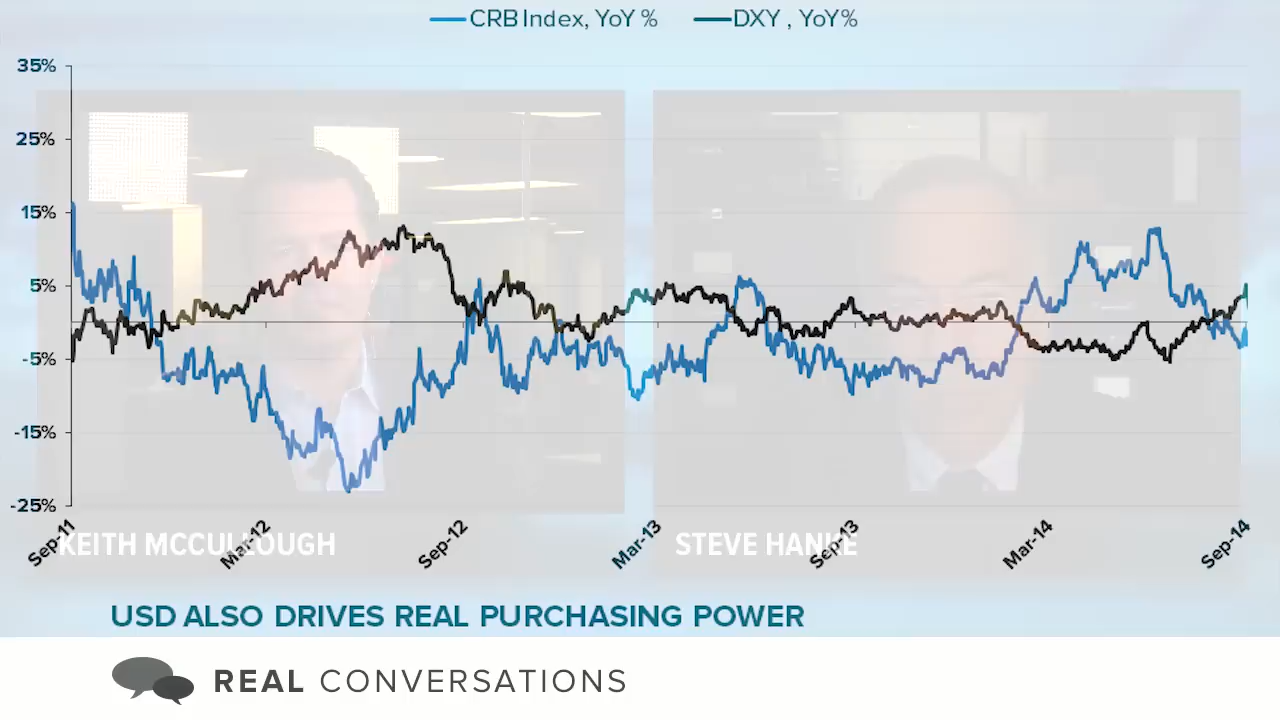 CRB Index, YoY % DXY , YoY%
35%
25%
15%
5%
-5%
-15%
-25%
Sep-11 Mar-12 Sep-12 Mar-13 Sep-13 Mar-14 Sep-14
KEITH MCCULLOUGH STEVE HANKE
USD ALSO DRIVES REAL PURCHASING POWER
REAL CONVERSATIONS